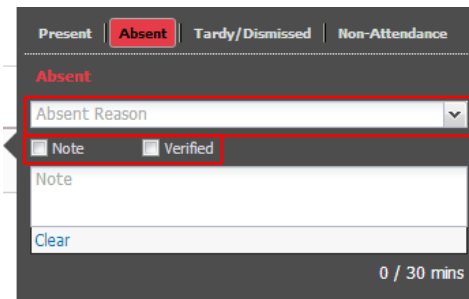 Present Absent Tardy/Dismissed Non-Attendance
Absent
Absent Reason
Note Verified
Note
Clear
0 / 30 mins